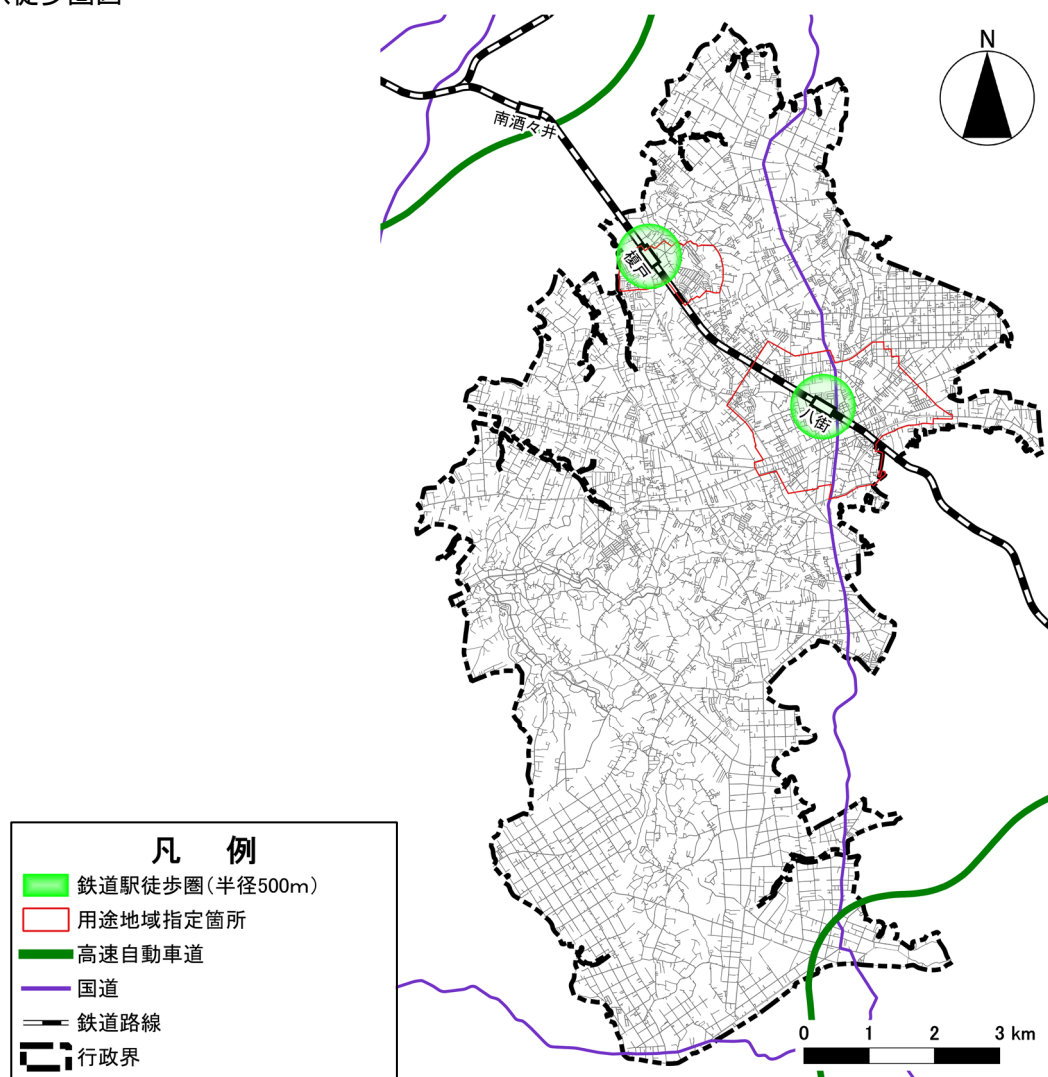 徒歩圏図
N
南酒々井
榎戸
八街
凡 例
鉄道駅徒歩圏(半径500m)
用途地域指定箇所
高速自動車道
国道
鉄道路線
行政界
0 1 2 3 km